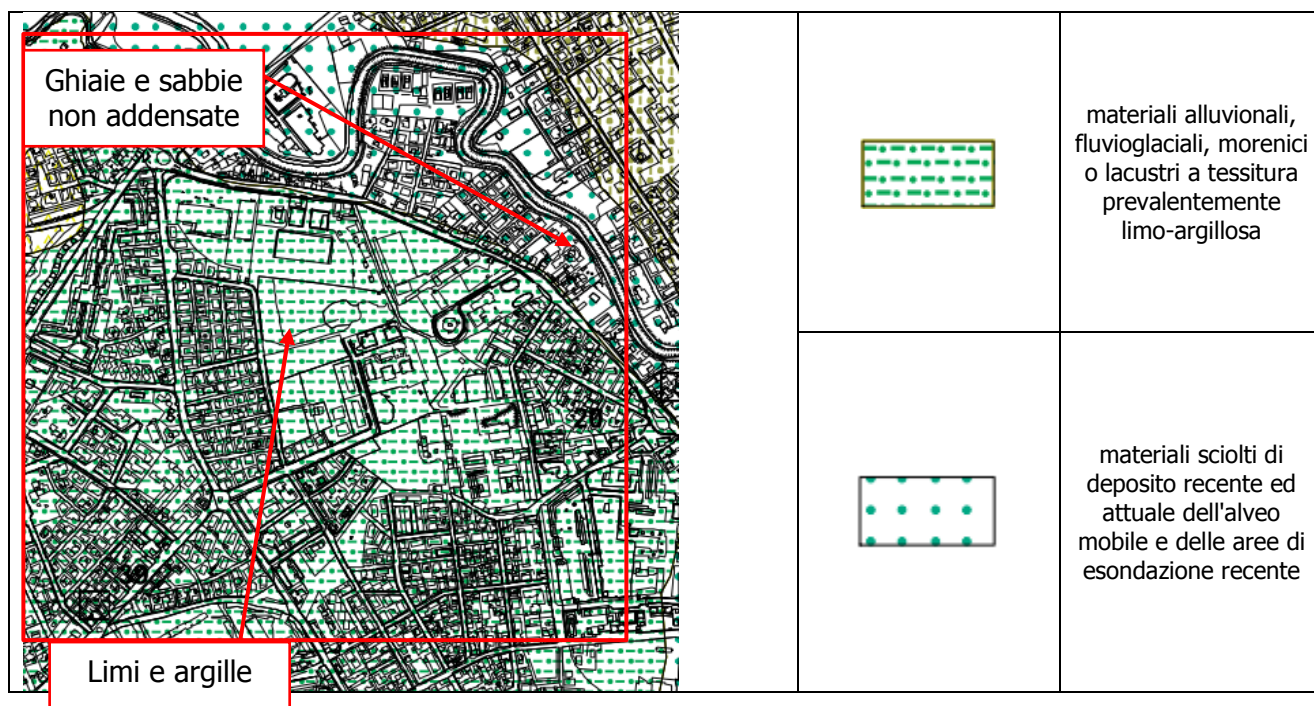 Ghiaie e sabbie
non addensate
Limi e argille
20
materiali alluvionali,
fluvioglaciali, morenici
o lacustri a tessitura
prevalentemente
limo-argillosa
materiali sciolti di
deposito recente ed
attuale dell'alveo
mobile e delle aree di
esondazione recente